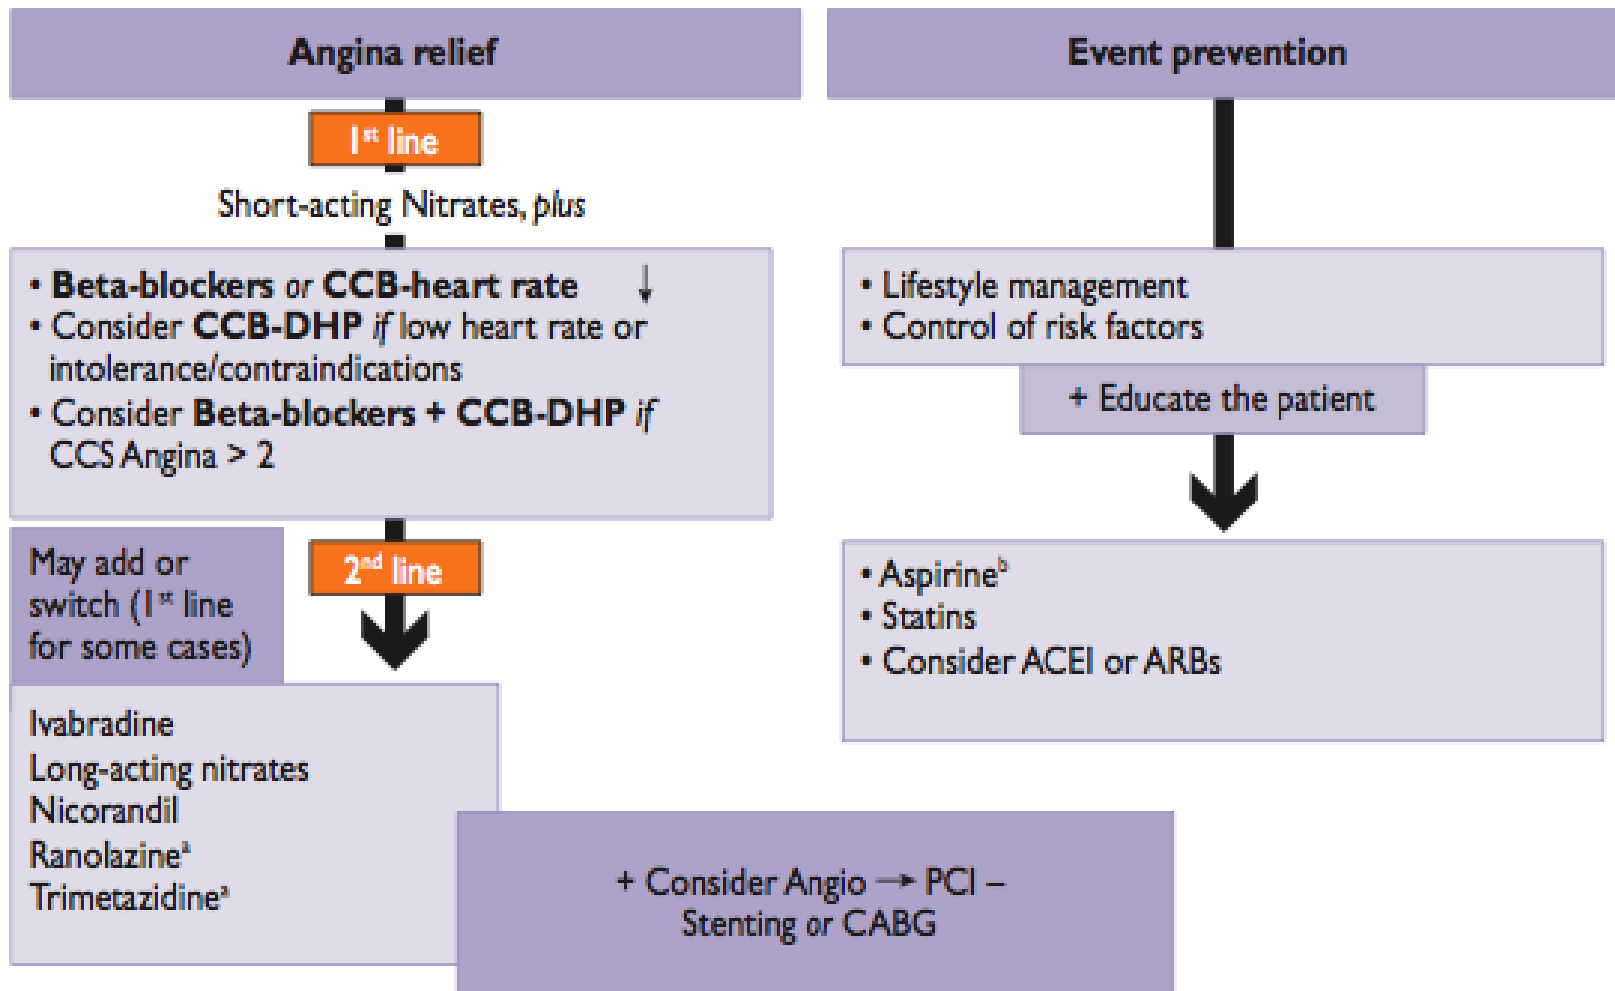 Angina relief
1st line
Short-acting Nitrates, plus
• Beta-blockers or CCB-heart rate ↓
• Consider CCB-DHP if low heart rate or
intolerance/contraindications
• Consider Beta-blockers + CCB-DHP if
CCS Angina > 2
May add or
switch (1st line
for some cases)
2nd line
Ivabradine
Long-acting nitrates
Nicorandil
Ranolazineᵃ
Trimetazidineᵃ
Event prevention
• Lifestyle management
• Control of risk factors
+ Educate the patient
• Aspirineᵇ
• Statins
• Consider ACEI or ARBs
+ Consider Angio → PCI –
Stenting or CABG